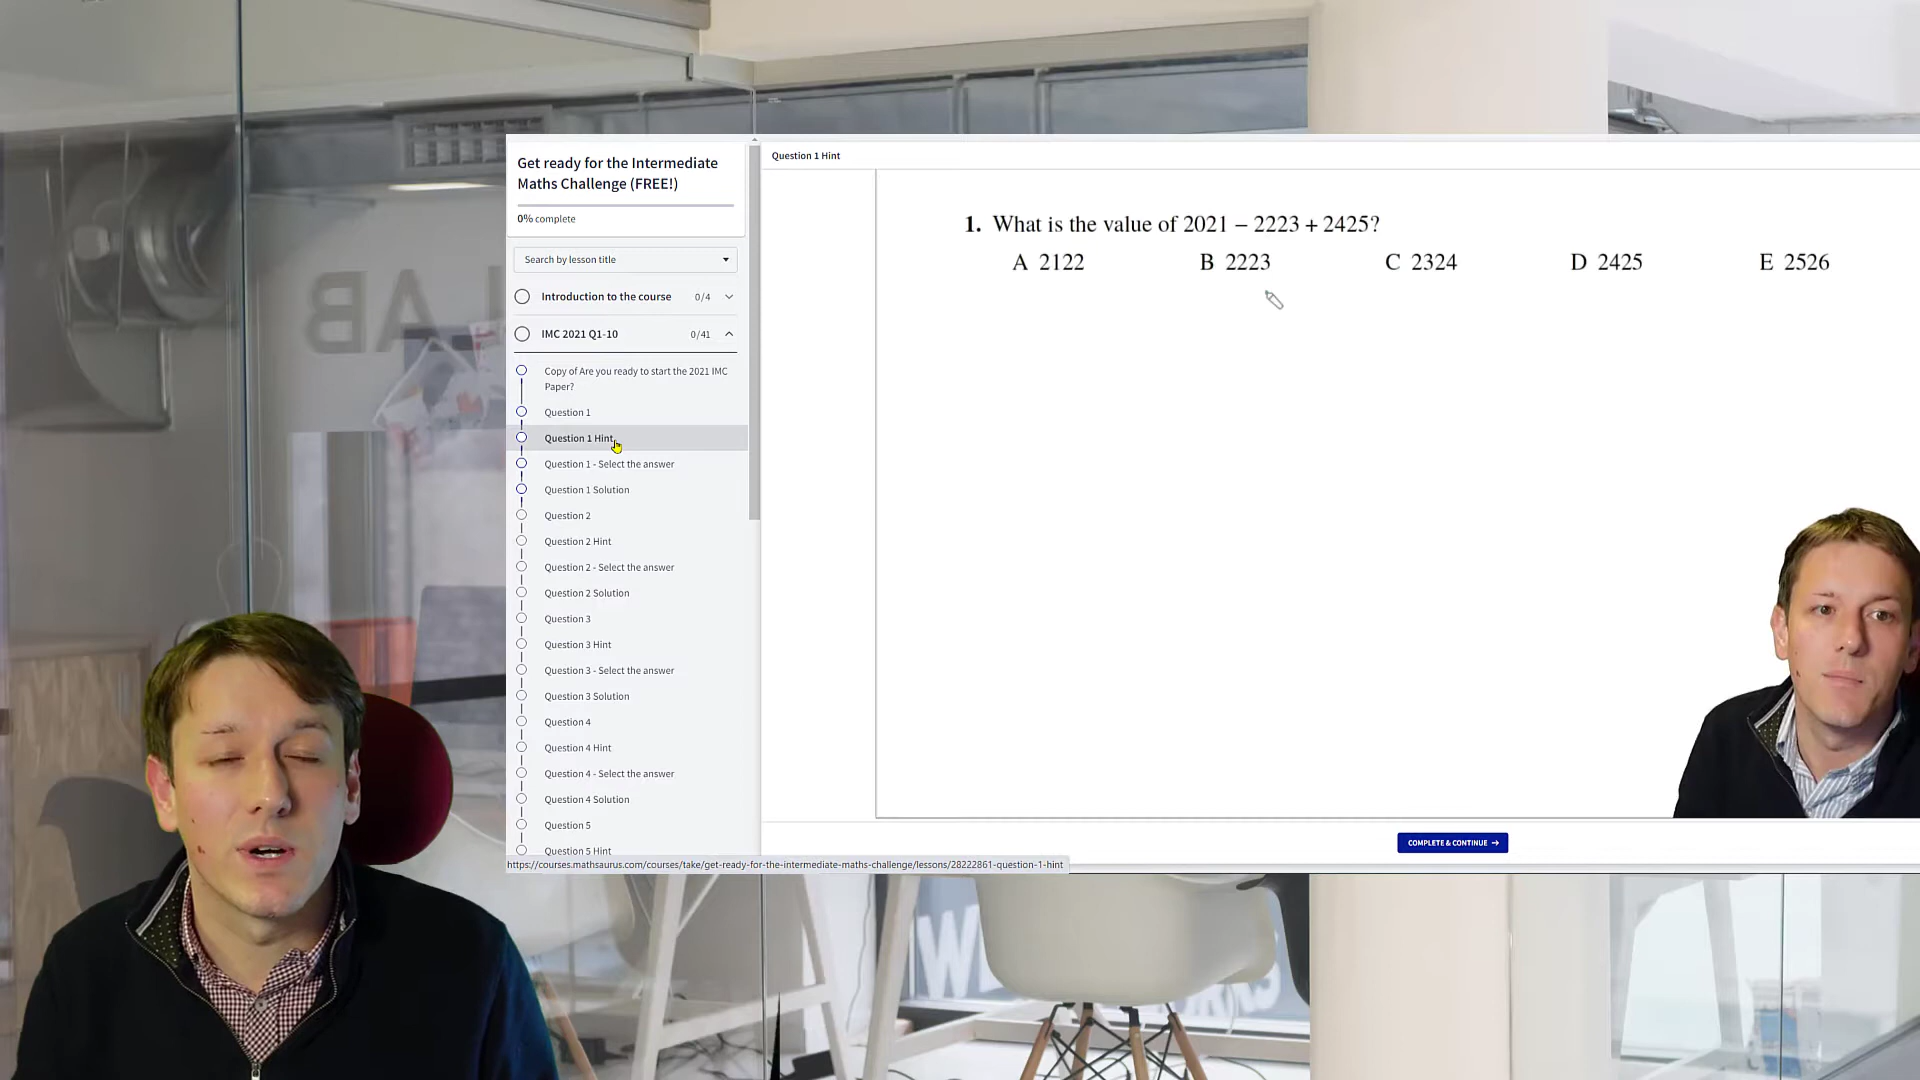 Get ready for the Intermediate
Maths Challenge (FREE!)
0% complete
Search by lesson title
Introduction to the course 0/4
IMC 2021 Q1-10 0/41
Copy of Are you ready to start the 2021 IMC
Paper?
Question 1
Question 1 Hint
Question 1 - Select the answer
Question 1 Solution
Question 2
Question 2 Hint
Question 2 - Select the answer
Question 2 Solution
Question 3
Question 3 Hint
Question 3 - Select the answer
Question 3 Solution
Question 4
Question 4 Hint
Question 4 - Select the answer
Question 4 Solution
Question 5
Question 5 Hint
https://courses.mathsaurus.com/courses/take/get-ready-for-the-intermediate-maths-challenge/lessons/28222861-question-1-hint
Question 1 Hint
1. What is the value of 2021 − 2223 + 2425?
A 2122 B 2223 C 2324 D 2425 E 2526
COMPLETE & CONTINUE →
LAB